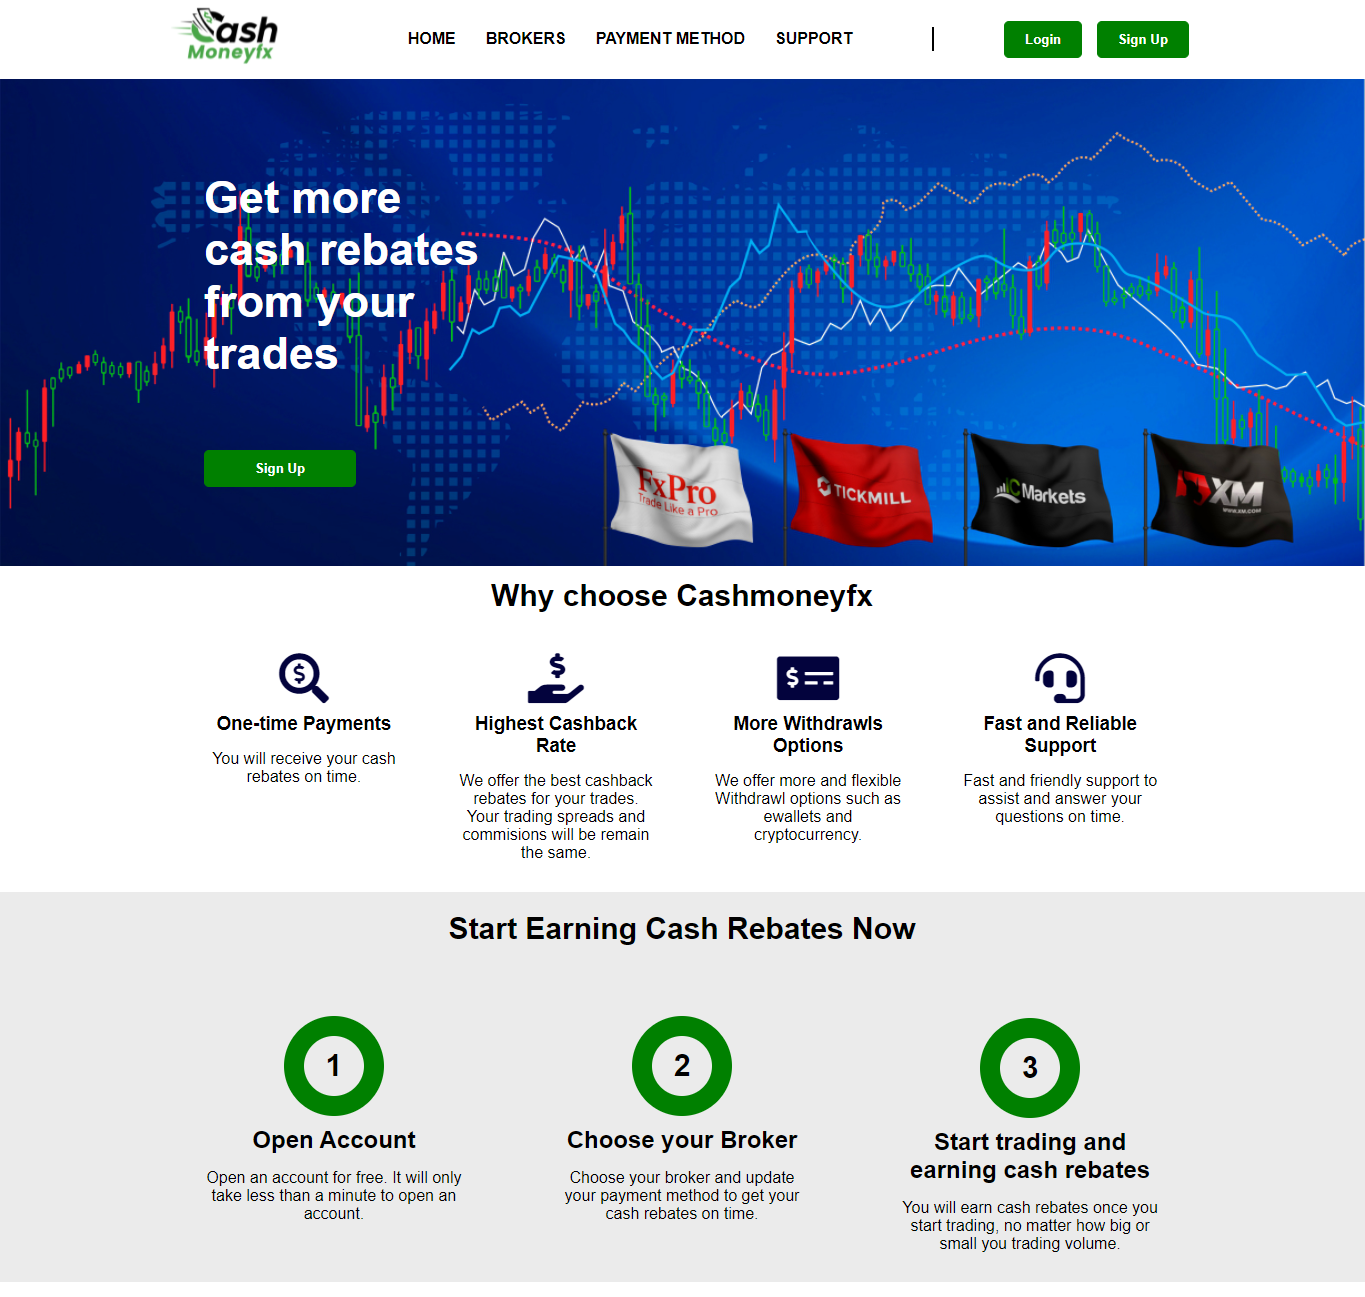 Cash
Moneyfx
HOME BROKERS PAYMENT METHOD SUPPORT
Login Sign Up
Get more
cash rebates
from your
trades
Sign Up
FxPro
Trade Like a Pro
TICKMILL
IC Markets
XM
WWW.XM.COM
Why choose Cashmoneyfx
One-time Payments
You will receive your cash
rebates on time.
Highest Cashback
Rate
We offer the best cashback
rebates for your trades.
Your trading spreads and
commisions will be remain
the same.
More Withdrawls
Options
We offer more and flexible
Withdrawl options such as
ewallets and
cryptocurrency.
Fast and Reliable
Support
Fast and friendly support to
assist and answer your
questions on time.
Start Earning Cash Rebates Now
1
Open Account
Open an account for free. It will only
take less than a minute to open an
account.
2
Choose your Broker
Choose your broker and update
your payment method to get your
cash rebates on time.
3
Start trading and
earning cash rebates
You will earn cash rebates once you
start trading, no matter how big or
small you trading volume.